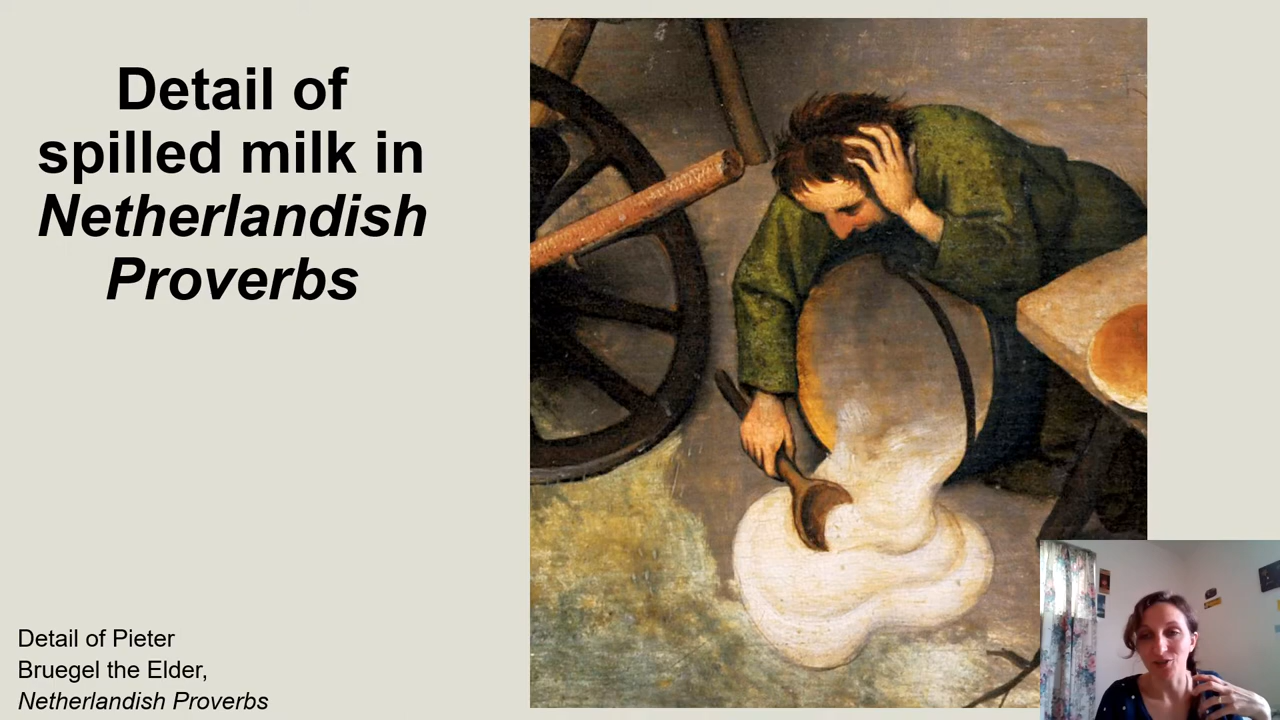 Detail of
spilled milk in
Netherlandish
Proverbs
Detail of Pieter
Bruegel the Elder,
Netherlandish Proverbs